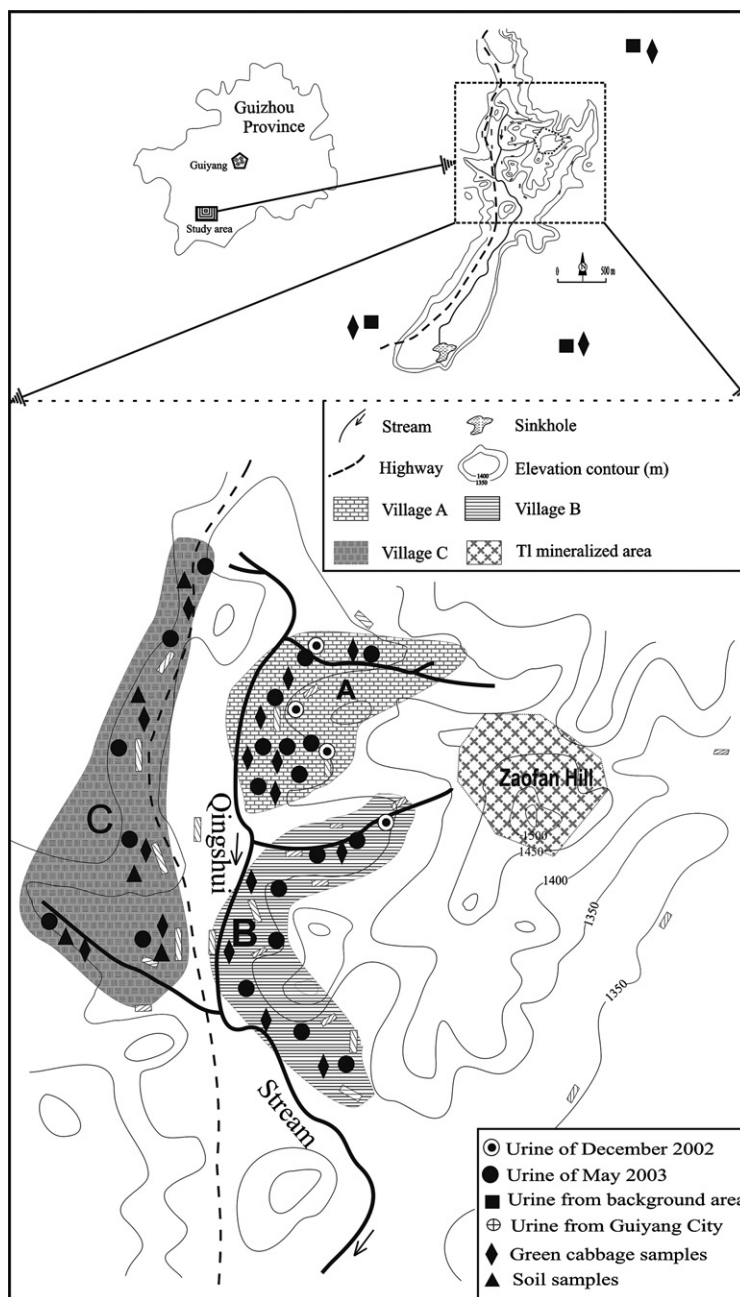 Guizhou
Province
Guiyang
Study area
N
0 500 m
Stream
Sinkhole
Highway
1400
1350
Elevation contour (m)
Village A
Village B
Village C
Tl mineralized area
A
Zaofan Hill
1500
1450
1400
1350
1350
C
Qingshui
B
Stream
Urine of December 2002
Urine of May 2003
Urine from background area
Urine from Guiyang City
Green cabbage samples
Soil samples